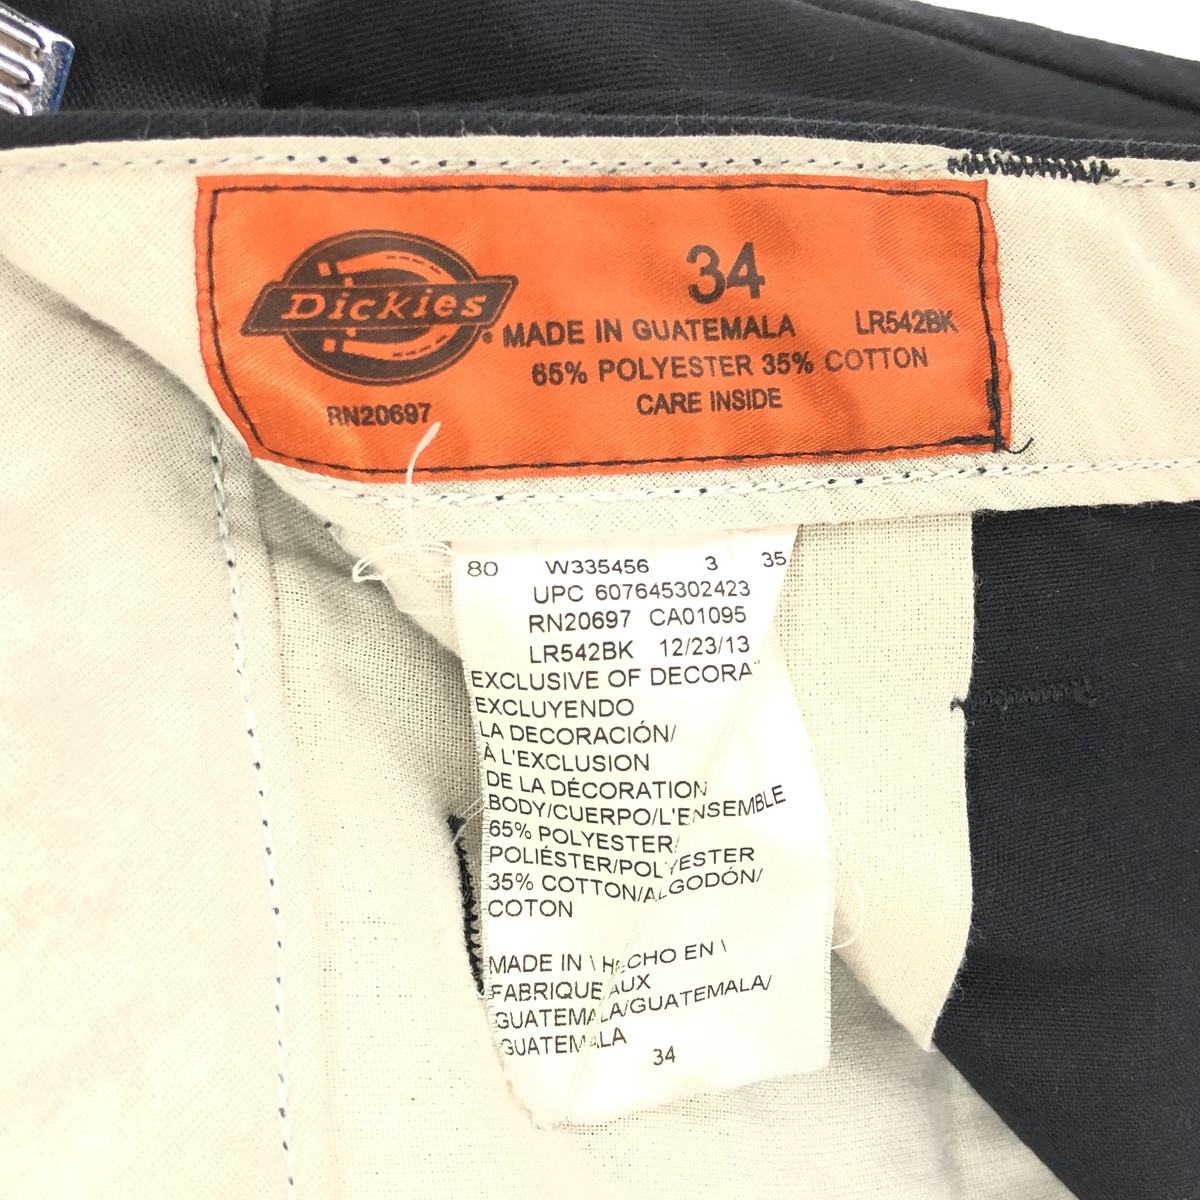 Dickies
34
MADE IN GUATEMALA LR542BK
65% POLYESTER 35% COTTON
CARE INSIDE
RN20697
80 W335456 3 35
UPC 607645302423
RN20697 CA01095
LR542BK 12/23/13
EXCLUSIVE OF DECORA
EXCLUYENDO
LA DECORACIÓN/
À L'EXCLUSION
DE LA DÉCORATION
BODY/CUERPO/L'ENSEMBLE
65% POLYESTER/
POLIÉSTER/POLYESTER
35% COTTON/ALGODÓN/
COTON
MADE IN \ HECHO EN \
FABRIQUE AUX
GUATEMALA/GUATEMALA/
GUATEMALA
34